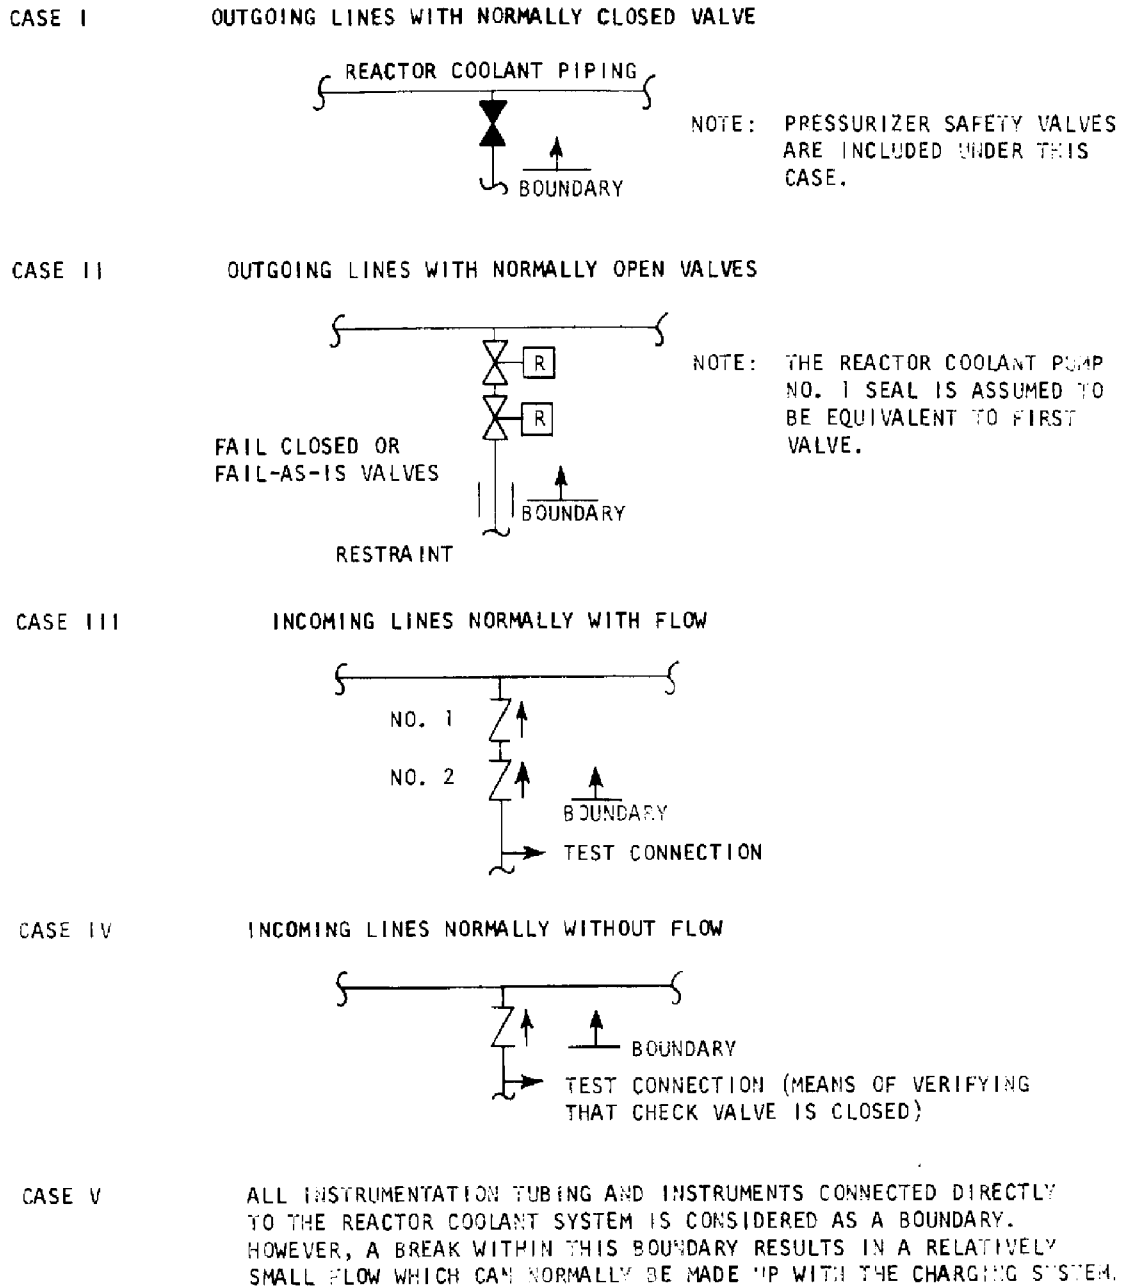 CASE I OUTGOING LINES WITH NORMALLY CLOSED VALVE
REACTOR COOLANT PIPING
NOTE: PRESSURIZER SAFETY VALVES
ARE INCLUDED UNDER THIS
CASE.
BOUNDARY
CASE II OUTGOING LINES WITH NORMALLY OPEN VALVES
R
NOTE: THE REACTOR COOLANT PUMP
NO. 1 SEAL IS ASSUMED TO
BE EQUIVALENT TO FIRST
VALVE.
R
FAIL CLOSED OR
FAIL-AS-IS VALVES
BOUNDARY
RESTRAINT
CASE III INCOMING LINES NORMALLY WITH FLOW
NO. 1
NO. 2
BOUNDARY
TEST CONNECTION
CASE IV INCOMING LINES NORMALLY WITHOUT FLOW
BOUNDARY
TEST CONNECTION (MEANS OF VERIFYING
THAT CHECK VALVE IS CLOSED)
CASE V ALL INSTRUMENTATION TUBING AND INSTRUMENTS CONNECTED DIRECTLY
TO THE REACTOR COOLANT SYSTEM IS CONSIDERED AS A BOUNDARY.
HOWEVER, A BREAK WITHIN THIS BOUNDARY RESULTS IN A RELATIVELY
SMALL FLOW WHICH CAN NORMALLY BE MADE UP WITH THE CHARGING SYSTEM.